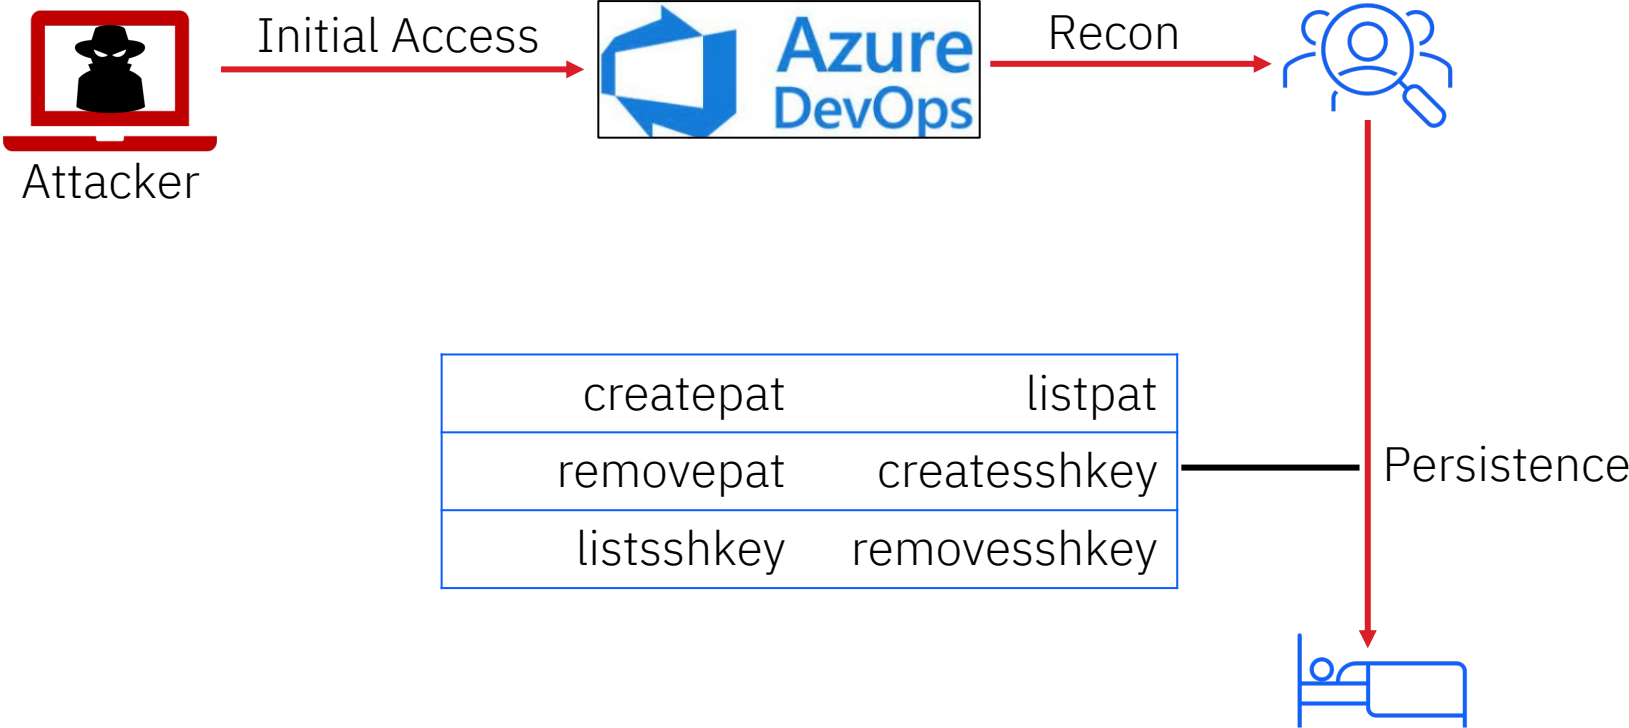 Initial Access
Azure
DevOps
Recon
Attacker
createpat listpat
removepat createsshkey
Persistence
listsshkey removesshkey